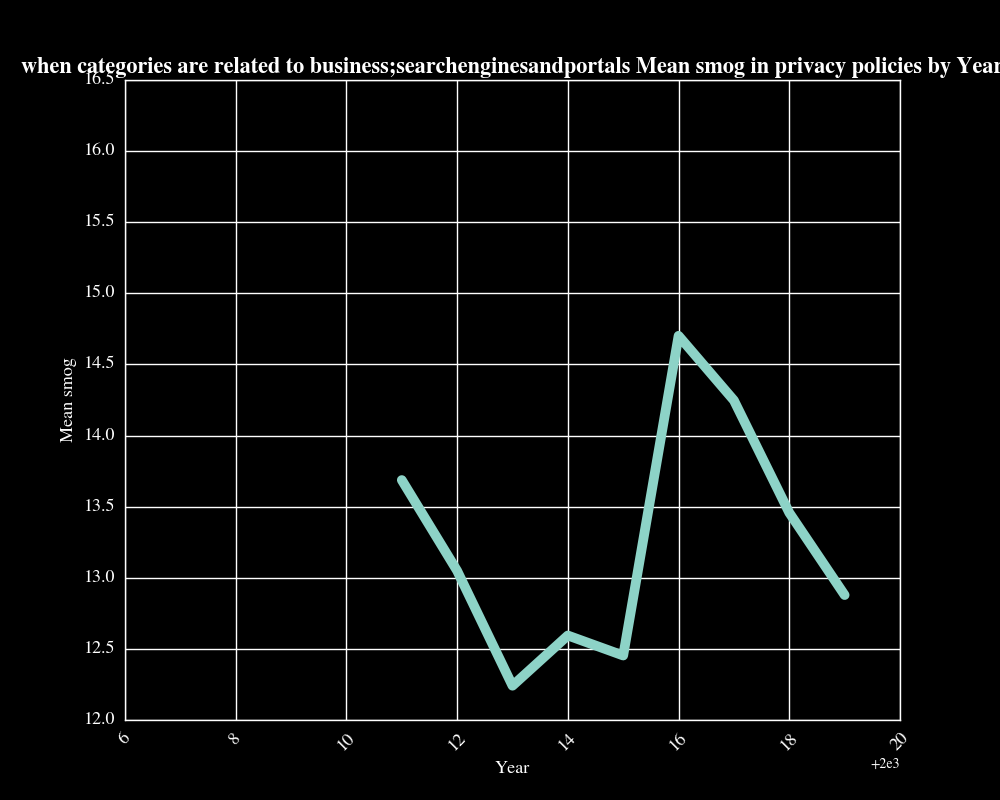 when categories are related to business;searchenginesandportals Mean smog in privacy policies by Year
16.5
16.0
15.5
15.0
14.5
14.0
13.5
13.0
12.5
12.0
Mean smog
6 8 10 12 14 16 18 20
+2e3
Year